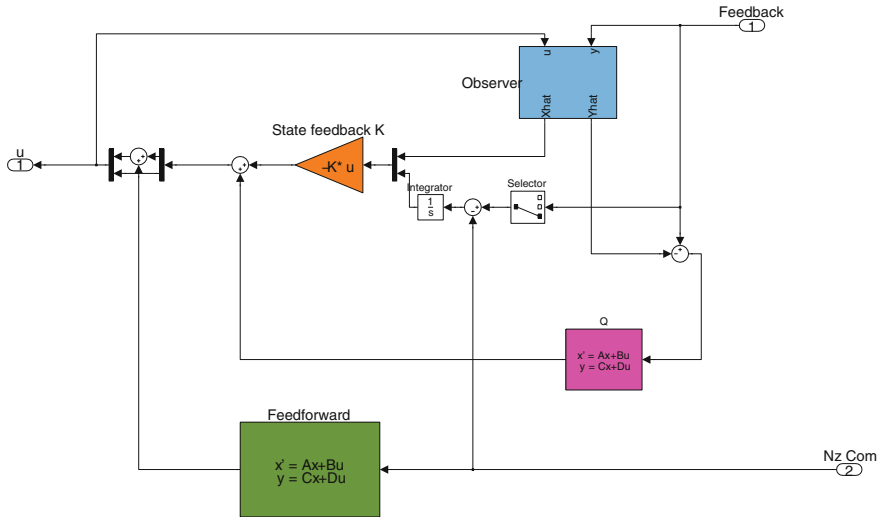 Feedback
1
u
y
Observer
Xhat
Yhat
State feedback K
u
1
+
+
-K* u
+
+
Integrator
1
s
-
+
Selector
-
+
Q
x' = Ax+Bu
y = Cx+Du
Feedforward
x' = Ax+Bu
y = Cx+Du
Nz Com
2